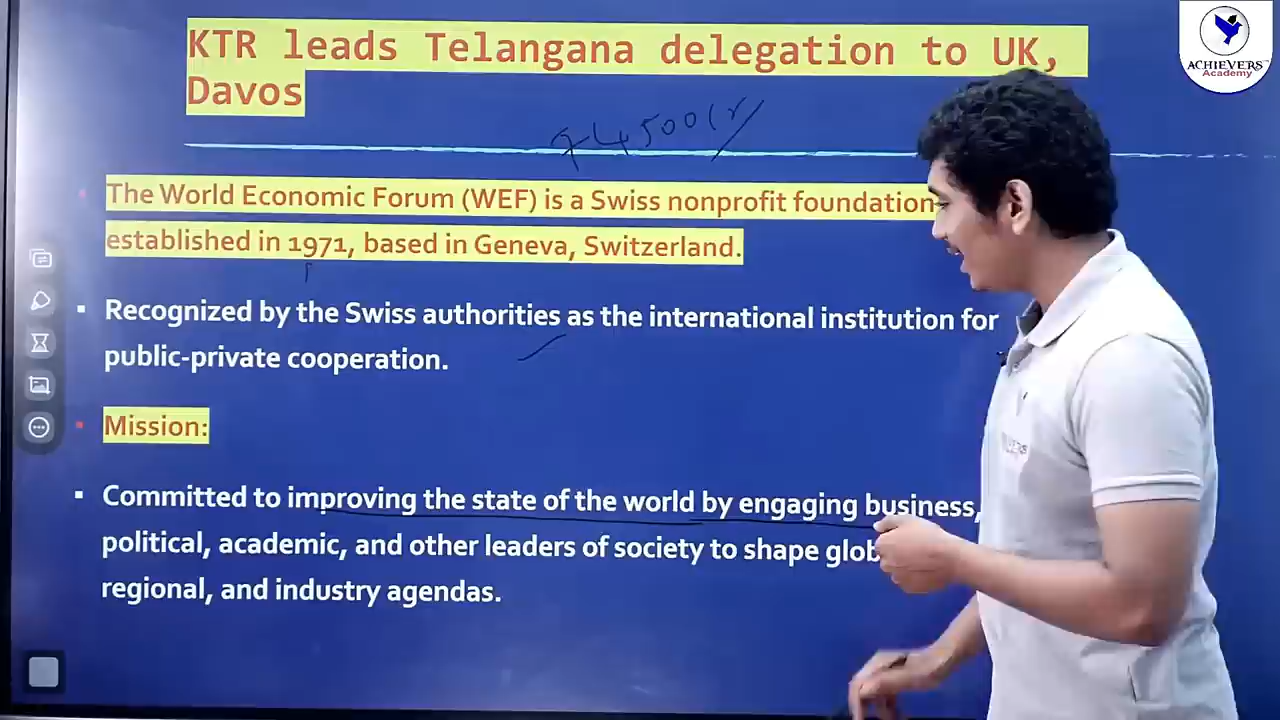 KTR leads Telangana delegation to UK,
Davos
ACHIEVERS
Academy
₹4500Cr
The World Economic Forum (WEF) is a Swiss nonprofit foundation
established in 1971, based in Geneva, Switzerland.
Recognized by the Swiss authorities as the international institution for
public-private cooperation.
Mission:
Committed to improving the state of the world by engaging business,
political, academic, and other leaders of society to shape
regional, and industry agendas.